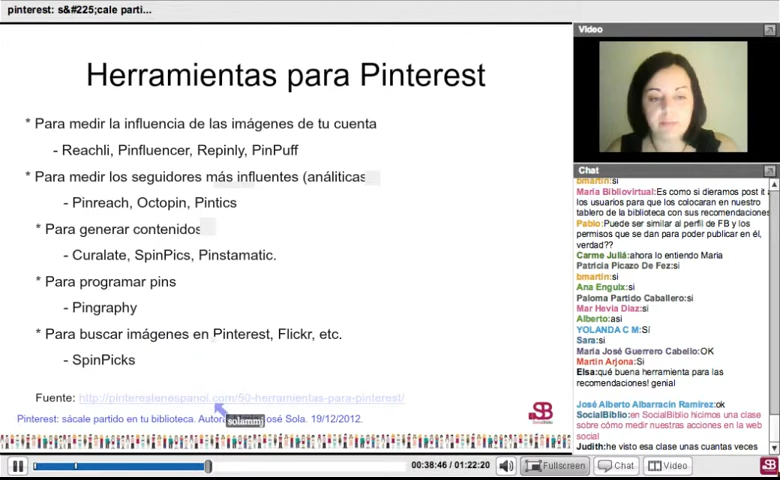 pinterest: s&#225;cale parti...
Herramientas para Pinterest
* Para medir la influencia de las imágenes de tu cuenta
- Reachli, Pinfluencer, Repinly, PinPuff
* Para medir los seguidores más influentes (análiticas
- Pinreach, Octopin, Pintics
* Para generar contenidos
- Curalate, SpinPics, Pinstamatic.
* Para programar pins
- Pingraphy
* Para buscar imágenes en Pinterest, Flickr, etc.
- SpinPicks
Fuente: http://pinterestenespanol.com/50-herramientas-para-pinterest/
solamm
Pinterest: sácale partido en tu biblioteca. Autora José Sola. 19/12/2012.
SB
Video
Chat
bmartin:si
María Bibliovirtual:Es como si dieramos post it a
los usuarios para que los colocaran en nuestro
tablero de la biblioteca con sus recomendaciones
Pablo:Puede ser similar al perfil de FB y los
permisos que se dan para poder publicar en él,
verdad??
Carme Juliá:ahora lo entiendo Maria
Patricia Picazo De Fez:si
bmartin:si
Ana Enguix:si
Paloma Partido Caballero:si
Mar Hevia Diaz:si
Alberto:asi
YOLANDA C M:Sí
Sara:si
María José Guerrero Cabello:OK
Martin Arjona:Si
Elsa:qué buena herramienta para las
recomendaciones! genial
José Alberto Albarracin Ramirez:ok
SocialBiblio:en SocialBiblio hicimos una clase
sobre cómo medir nuestras acciones en la web
social
Judith:he visto esa clase unas cuantas veces
00:38:46 / 01:22:20
Fullscreen
Chat
Video
SB